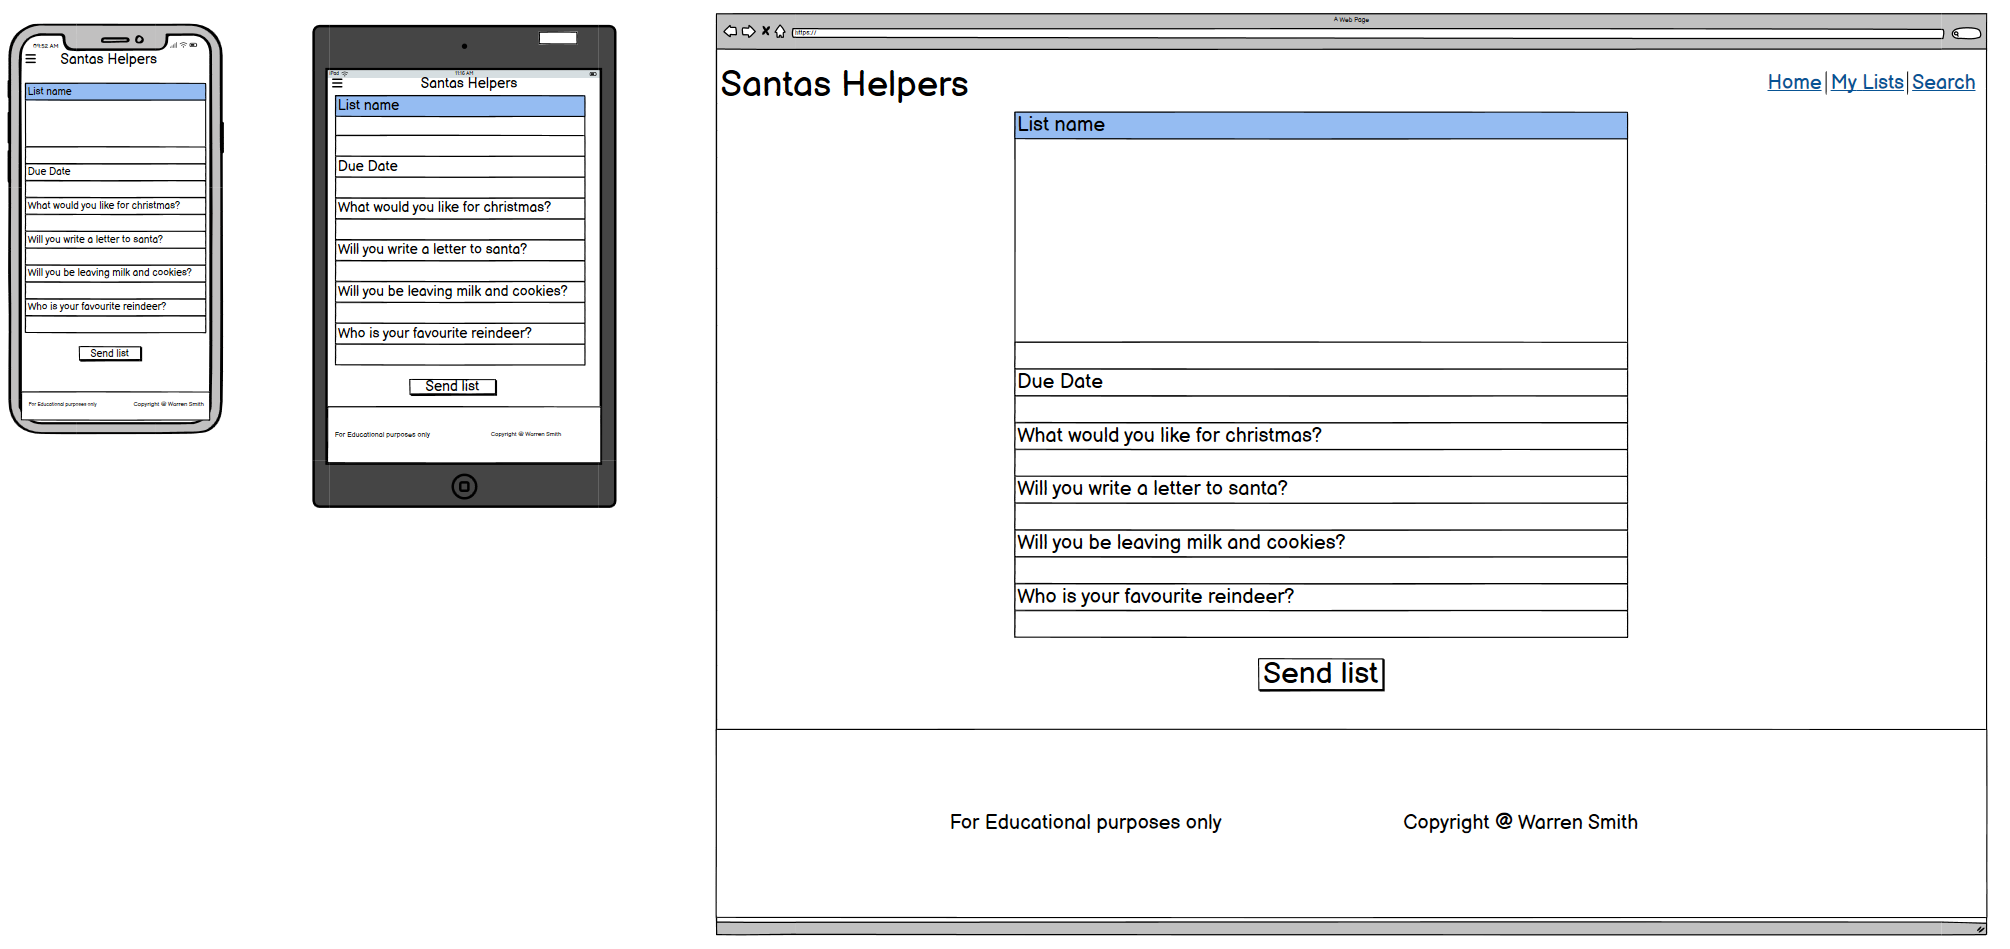 09:52 AM
Santas Helpers
List name
Due Date
What would you like for christmas?
Will you write a letter to santa?
Will you be leaving milk and cookies?
Who is your favourite reindeer?
Send list
For Educational purposes only
Copyright @ Warren Smith
iPad
11:16 AM
Santas Helpers
List name
Due Date
What would you like for christmas?
Will you write a letter to santa?
Will you be leaving milk and cookies?
Who is your favourite reindeer?
Send list
For Educational purposes only
Copyright @ Warren Smith
A Web Page
https://
Santas Helpers
Home | My Lists | Search
List name
Due Date
What would you like for christmas?
Will you write a letter to santa?
Will you be leaving milk and cookies?
Who is your favourite reindeer?
Send list
For Educational purposes only
Copyright @ Warren Smith